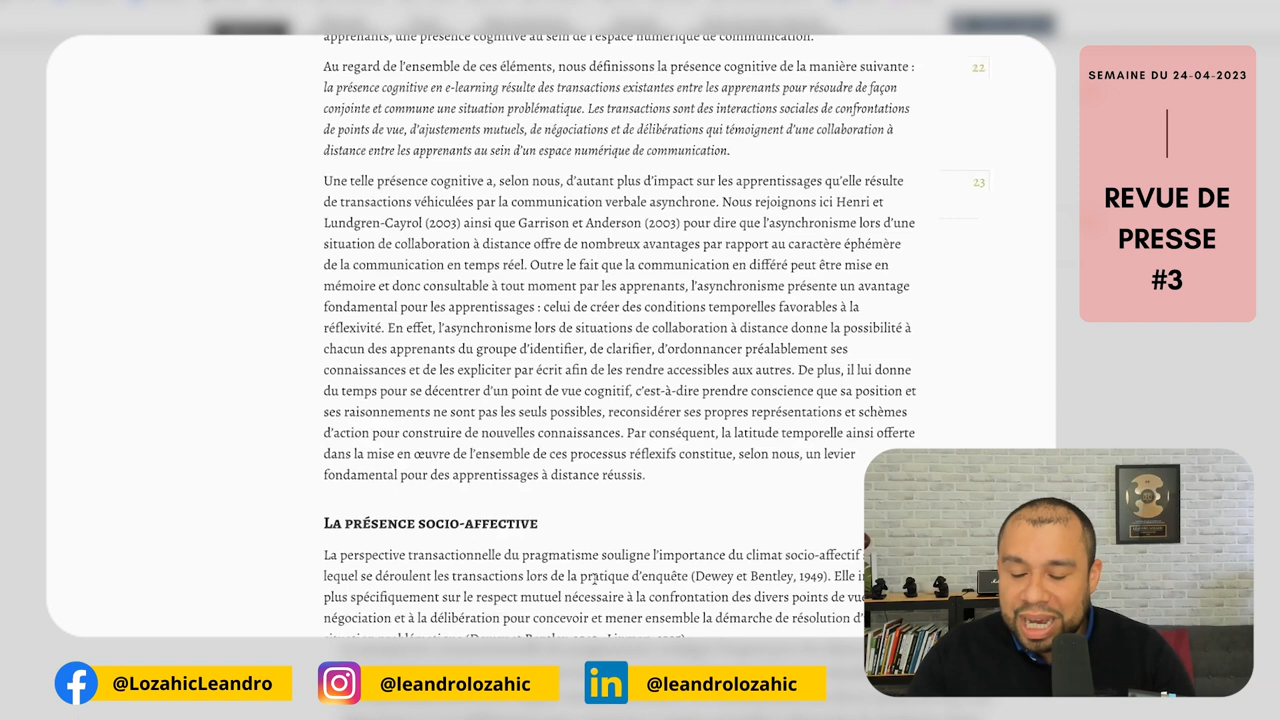 apprenants, une présence cognitive au sein de l'espace numérique de communication.
Au regard de l'ensemble de ces éléments, nous définissons la présence cognitive de la manière suivante :
22
la présence cognitive en e-learning résulte des transactions existantes entre les apprenants pour résoudre de façon
conjointe et commune une situation problématique. Les transactions sont des interactions sociales de confrontations
de points de vue, d'ajustements mutuels, de négociations et de délibérations qui témoignent d'une collaboration à
distance entre les apprenants au sein d'un espace numérique de communication.
Une telle présence cognitive a, selon nous, d'autant plus d'impact sur les apprentissages qu'elle résulte
23
de transactions véhiculées par la communication verbale asynchrone. Nous rejoignons ici Henri et
Lundgren-Cayrol (2003) ainsi que Garrison et Anderson (2003) pour dire que l'asynchronisme lors d'une
situation de collaboration à distance offre de nombreux avantages par rapport au caractère éphémère
de la communication en temps réel. Outre le fait que la communication en différé peut être mise en
mémoire et donc consultable à tout moment par les apprenants, l'asynchronisme présente un avantage
fondamental pour les apprentissages : celui de créer des conditions temporelles favorables à la
réflexivité. En effet, l'asynchronisme lors de situations de collaboration à distance donne la possibilité à
chacun des apprenants du groupe d'identifier, de clarifier, d'ordonnancer préalablement ses
connaissances et de les expliciter par écrit afin de les rendre accessibles aux autres. De plus, il lui donne
du temps pour se décentrer d'un point de vue cognitif, c'est-à-dire prendre conscience que sa position et
ses raisonnements ne sont pas les seuls possibles, reconsidérer ses propres représentations et schèmes
d'action pour construire de nouvelles connaissances. Par conséquent, la latitude temporelle ainsi offerte
dans la mise en œuvre de l'ensemble de ces processus réflexifs constitue, selon nous, un levier
fondamental pour des apprentissages à distance réussis.
La présence socio-affective
La perspective transactionnelle du pragmatisme souligne l'importance du climat socio-affectif
lequel se déroulent les transactions lors de la pratique d'enquête (Dewey et Bentley, 1949). Elle
plus spécifiquement sur le respect mutuel nécessaire à la confrontation des divers points de vue
négociation et à la délibération pour concevoir et mener ensemble la démarche de résolution d'
SEMAINE DU 24-04-2023
REVUE DE
PRESSE
#3
@LozahicLeandro
@leandrolozahic
@leandrolozahic